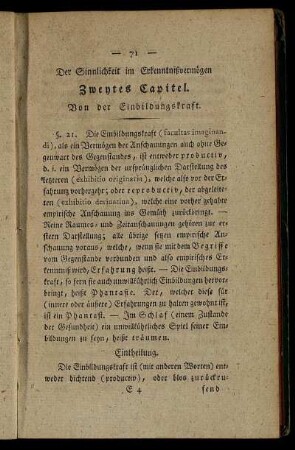 — 71 —
Der Sinnlichkeit im Erkenntnißvermögen
Zweytes Capitel.
Von der Einbildungskraft.
§. 21. Die Einbildungskraft (facultas imaginan-
di), als ein Vermögen der Anschauungen auch ohne Ge-
genwart des Gegenstandes, ist entweder productiv,
d. i. ein Vermögen der ursprünglichen Darstellung des
letzteren (exhibitio originaria), welche also vor der Er-
fahrung vorhergeht; oder reproductiv, der abgeleite-
ten (exhibitio derivativa), welche eine vorher gehabte
empirische Anschauung ins Gemüth zurückbringt. —
Reine Raumes- und Zeitanschauungen gehören zur er-
stern Darstellung; alle übrige setzen empirische An-
schauung voraus, welche, wenn sie mit dem Begriffe
vom Gegenstande verbunden und also empirisches Er-
kenntniß wird, Erfahrung heißt. — Die Einbildungs-
kraft, so fern sie auch unwillkührlich Einbildungen hervor-
bringt, heißt Phantasie. Der, welcher diese für
(innere oder äußere) Erfahrungen zu halten gewohnt ist,
ist ein Phantast. — Im Schlaf (einem Zustande
der Gesundheit) ein unwillkührliches Spiel seiner Ein-
bildungen zu seyn, heißt träumen.
Eintheilung.
Die Einbildungskraft ist (mit anderen Worten) ent-
weder dichtend (productiv), oder blos zurückru-
E 4 fend